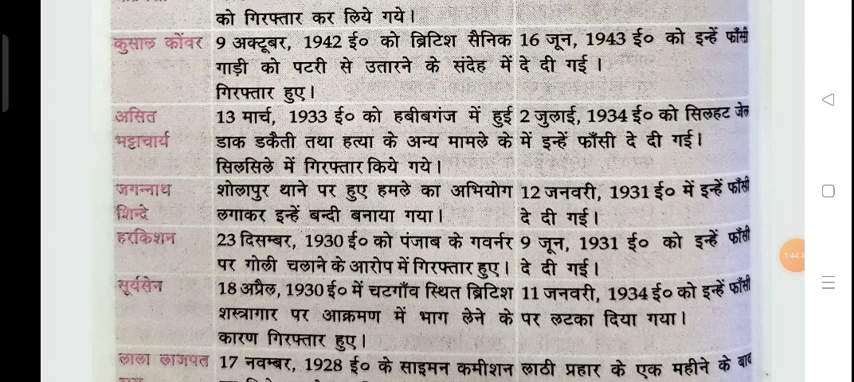 को गिरफ्तार कर लिये गये।
कुसाल कोंवर 9 अक्टूबर, 1942 ई० को ब्रिटिश सैनिक 16 जून, 1943 ई० को इन्हें फाँसी
गाड़ी को पटरी से उतारने के संदेह में दे दी गई ।
गिरफ्तार हुए।
असित 13 मार्च, 1933 ई० को हबीबगंज में हुई 2 जुलाई, 1934 ई० को सिलहट जेल
भट्टाचार्य डाक डकैती तथा हत्या के अन्य मामले के में इन्हें फाँसी दे दी गई।
सिलसिले में गिरफ्तार किये गये।
जगन्नाथ शोलापुर थाने पर हुए हमले का अभियोग 12 जनवरी, 1931 ई० में इन्हें फाँसी
शिन्दे लगाकर इन्हें बन्दी बनाया गया। दे दी गई।
हरकिशन 23 दिसम्बर, 1930 ई० को पंजाब के गवर्नर 9 जून, 1931 ई० को इन्हें फाँसी
पर गोली चलाने के आरोप में गिरफ्तार हुए। दे दी गई।
सूर्यसेन 18 अप्रैल, 1930 ई० में चटगाँव स्थित ब्रिटिश 11 जनवरी, 1934 ई० को इन्हें फाँसी
शस्त्रागार पर आक्रमण में भाग लेने के पर लटका दिया गया।
कारण गिरफ्तार हुए।
लाला लाजपत 17 नवम्बर, 1928 ई० के साइमन कमीशन लाठी प्रहार के एक महीने के बाद